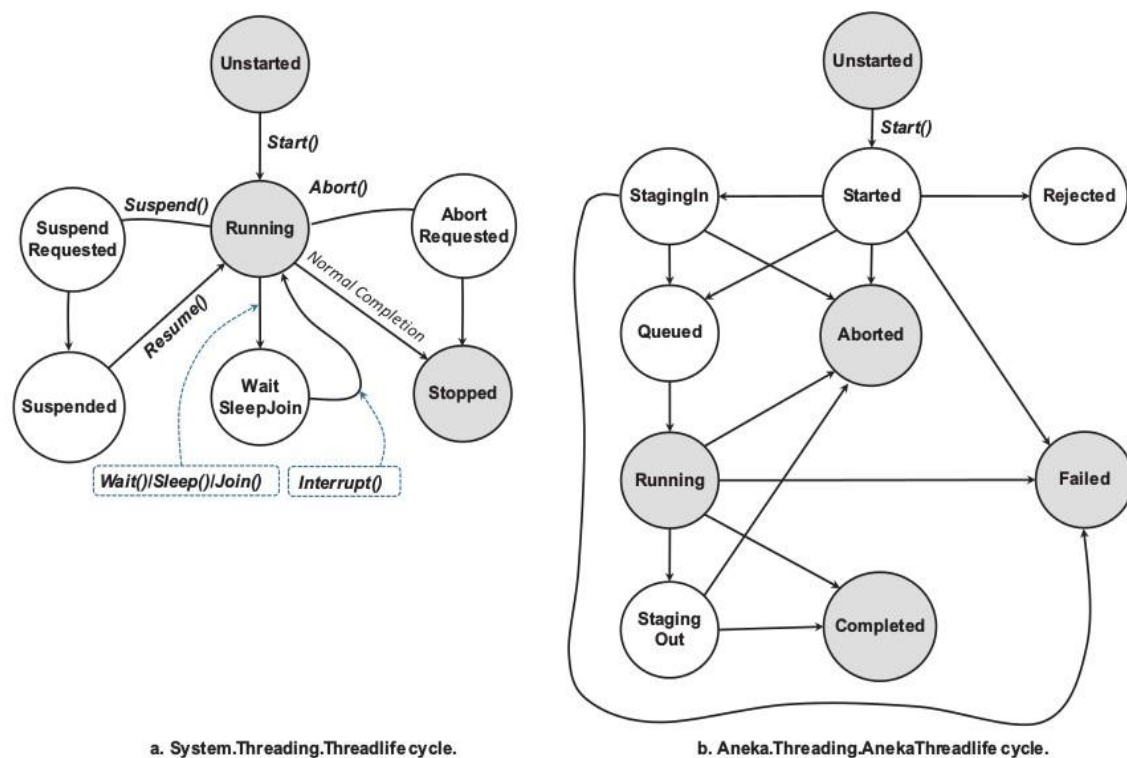 Unstarted
Start()
Suspend()
Abort()
Suspend
Requested
Running
Abort
Requested
Resume()
Normal Completion
Suspended
Wait
SleepJoin
Stopped
Wait()/Sleep()/Join()
Interrupt()
a. System.Threading.Threadlife cycle.
Unstarted
Start()
StagingIn
Started
Rejected
Queued
Aborted
Running
Failed
Staging
Out
Completed
b. Aneka.Threading.AnekaThreadlife cycle.